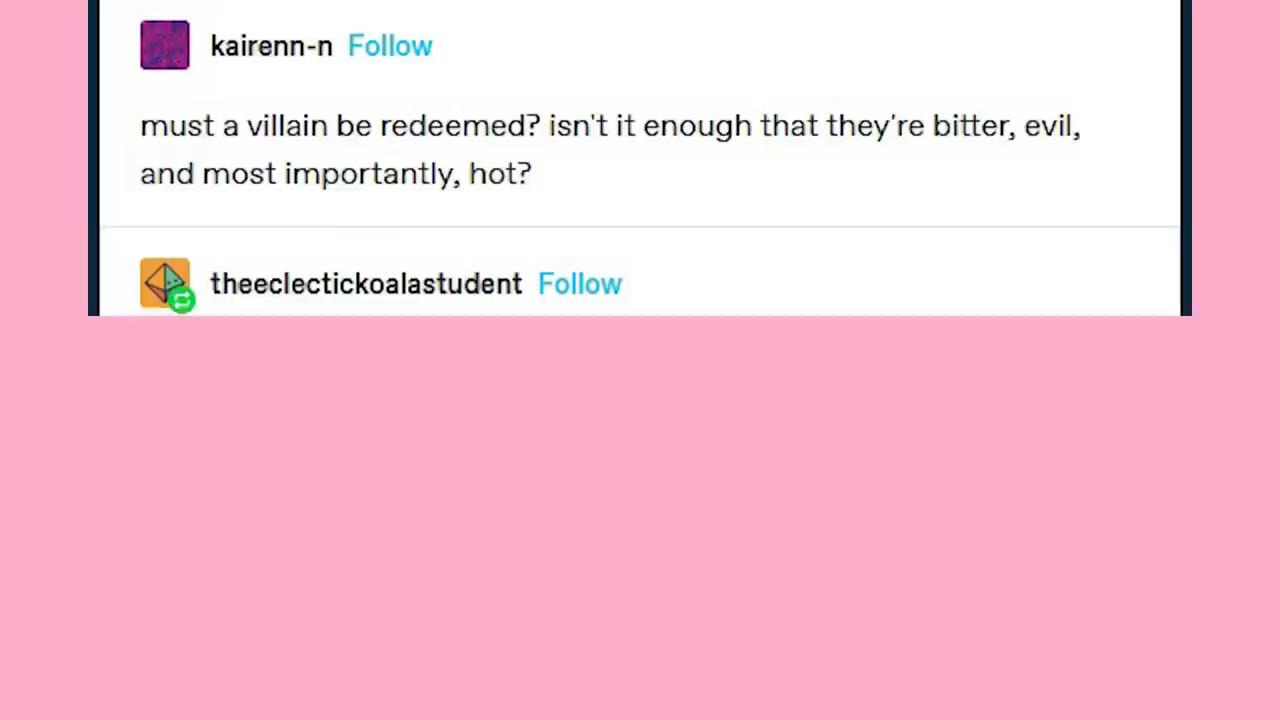 kairenn-n Follow
must a villain be redeemed? isn't it enough that they're bitter, evil,
and most importantly, hot?
theeclectickoalastudent Follow